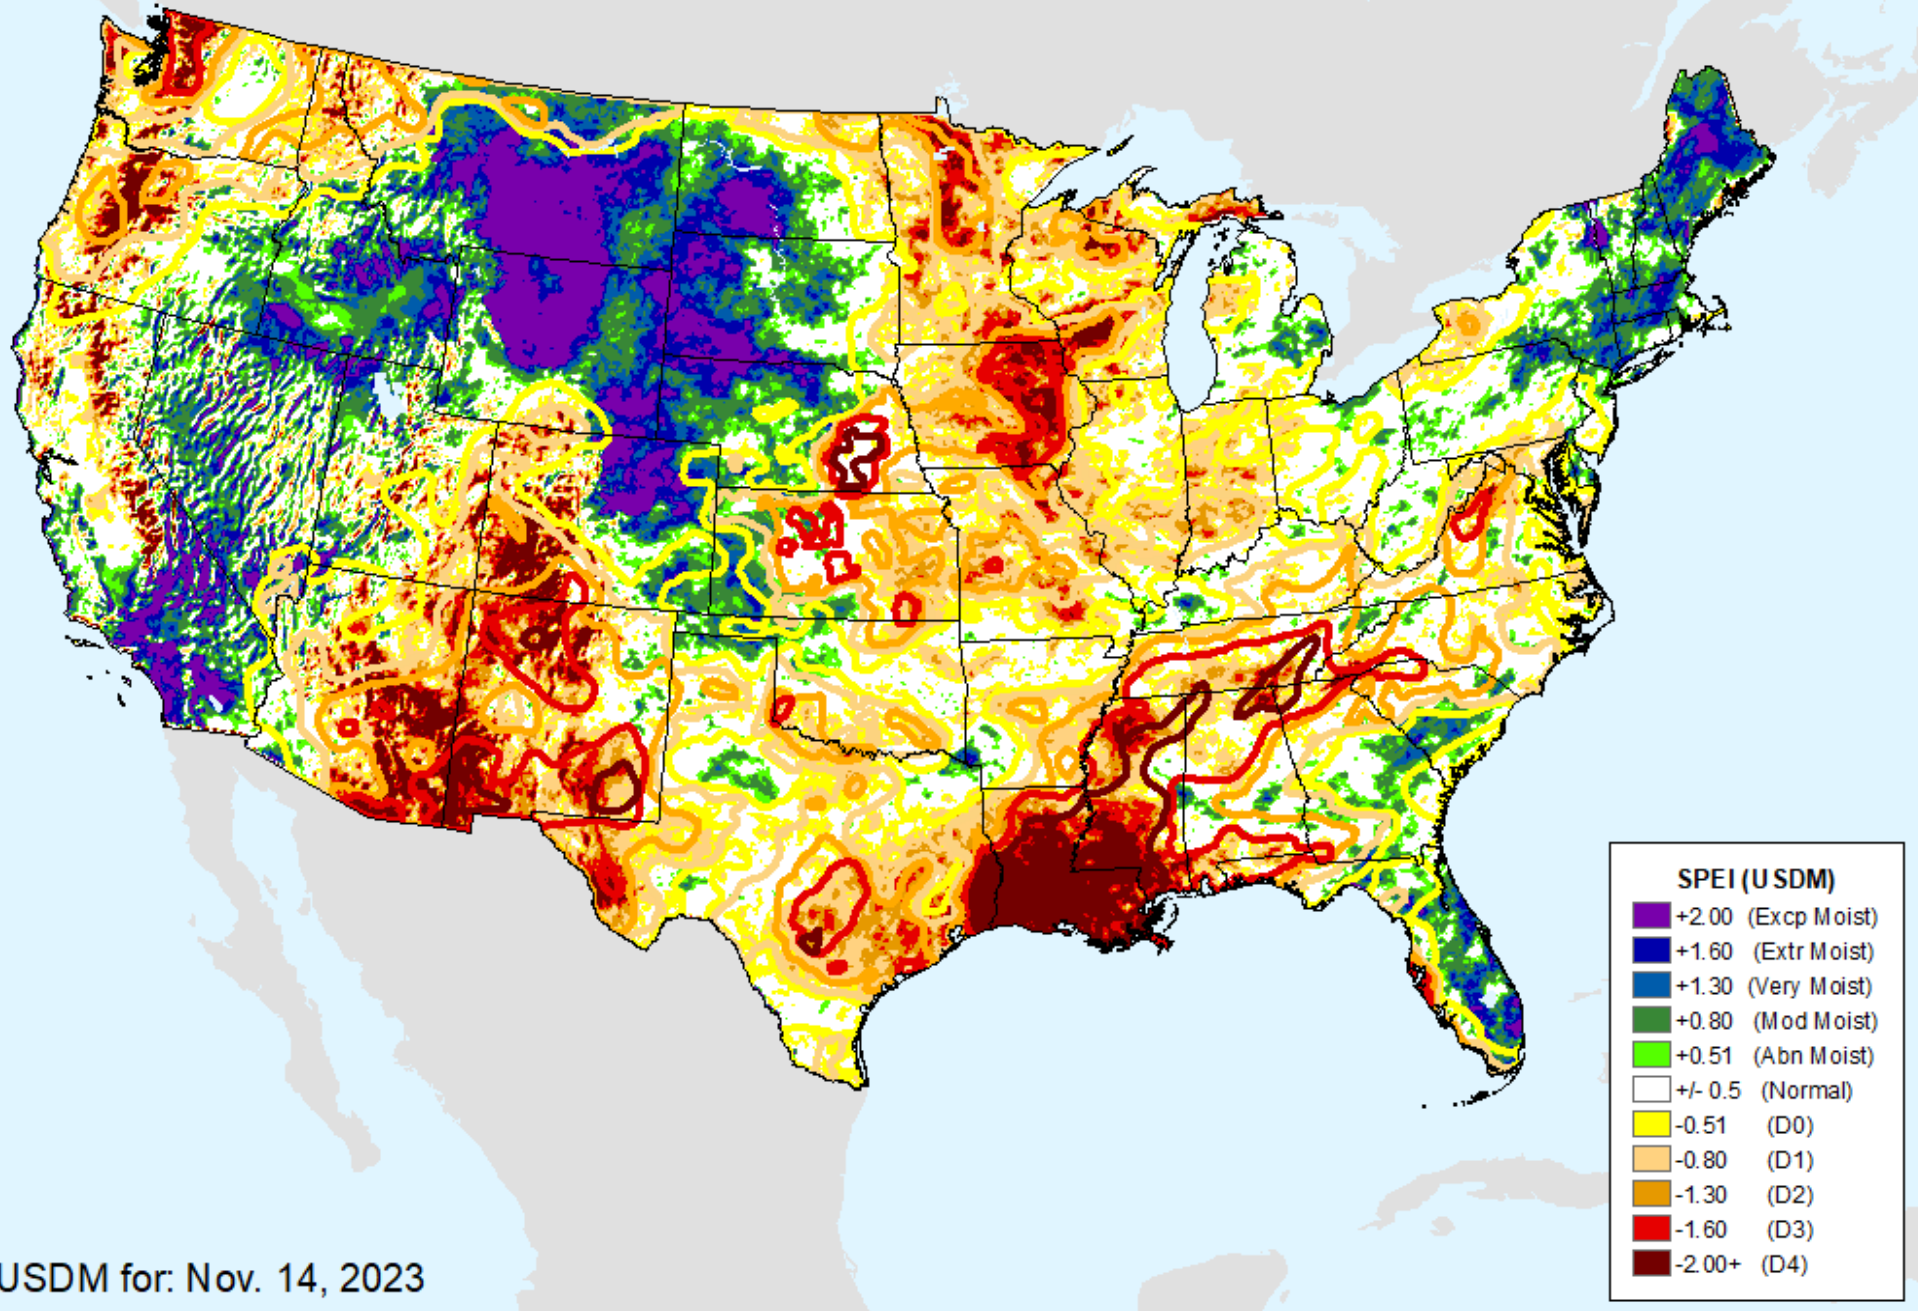 SPEI (USDM)
+2.00 (Excp Moist)
+1.60 (Extr Moist)
+1.30 (Very Moist)
+0.80 (Mod Moist)
+0.51 (Abn Moist)
+/- 0.5 (Normal)
-0.51 (D0)
-0.80 (D1)
-1.30 (D2)
-1.60 (D3)
-2.00+ (D4)
USDM for: Nov. 14, 2023